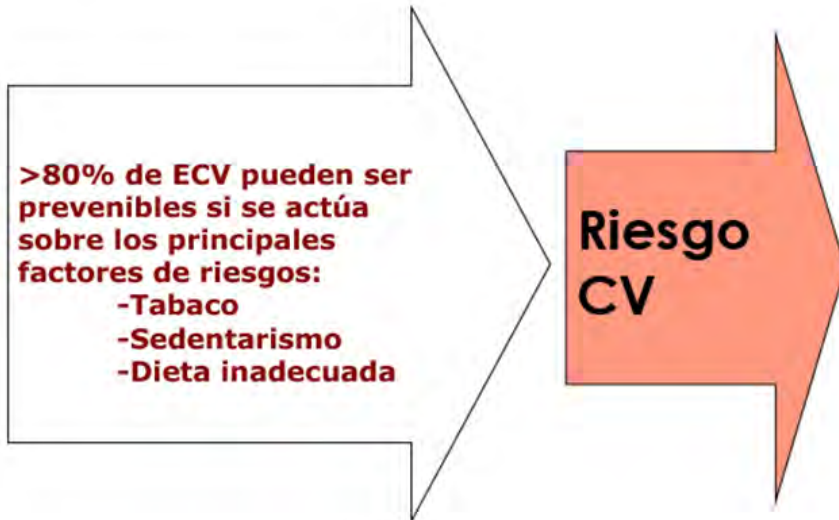 >80% de ECV pueden ser
prevenibles si se actúa
sobre los principales
factores de riesgos:
-Tabaco
-Sedentarismo
-Dieta inadecuada
Riesgo
CV